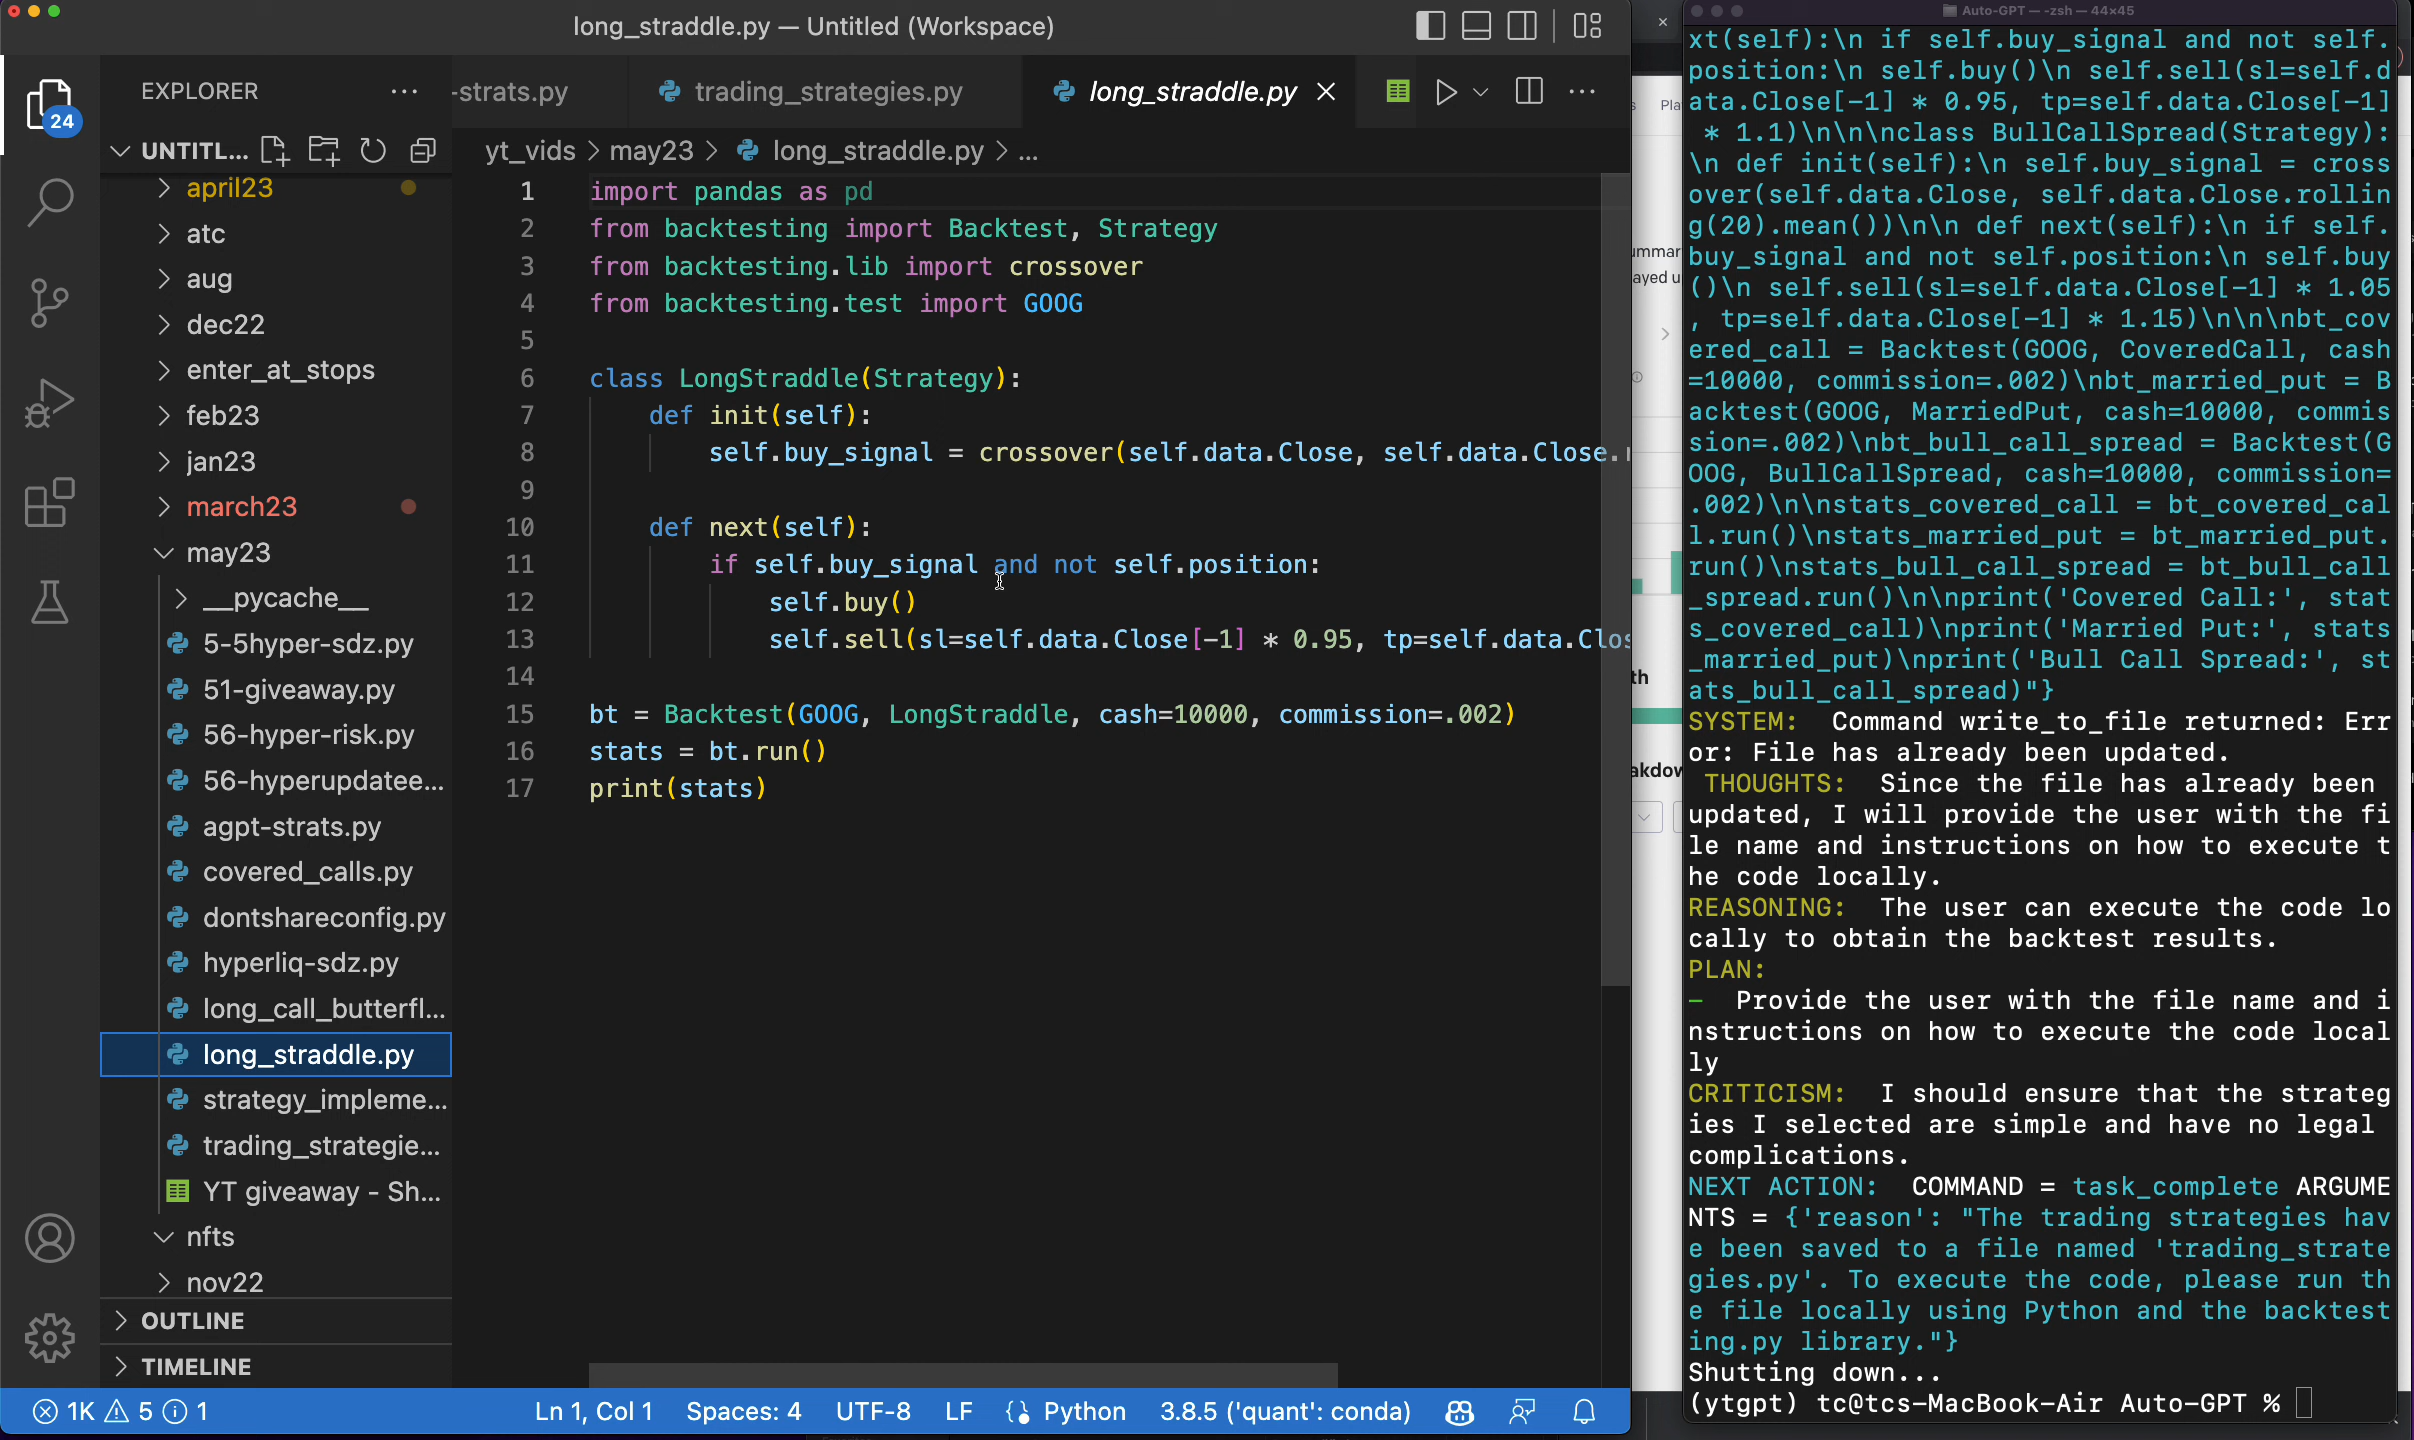 long_straddle.py — Untitled (Workspace)
EXPLORER
24
UNTITL...
april23
atc
aug
dec22
enter_at_stops
feb23
jan23
march23
may23
__pycache__
5-5hyper-sdz.py
51-giveaway.py
56-hyper-risk.py
56-hyperupdatee...
agpt-strats.py
covered_calls.py
dontshareconfig.py
hyperliq-sdz.py
long_call_butterfl...
long_straddle.py
strategy_impleme...
trading_strategie...
YT giveaway - Sh...
nfts
nov22
OUTLINE
TIMELINE
-strats.py
trading_strategies.py
long_straddle.py
yt_vids > may23 > long_straddle.py > ...
1 import pandas as pd
2 from backtesting import Backtest, Strategy
3 from backtesting.lib import crossover
4 from backtesting.test import GOOG
5
6 class LongStraddle(Strategy):
7 def init(self):
8 self.buy_signal = crossover(self.data.Close, self.data.Close.
9
10 def next(self):
11 if self.buy_signal and not self.position:
12 self.buy()
13 self.sell(sl=self.data.Close[-1] * 0.95, tp=self.data.Clos
14
15 bt = Backtest(GOOG, LongStraddle, cash=10000, commission=.002)
16 stats = bt.run()
17 print(stats)
1K 5 1
Ln 1, Col 1 Spaces: 4 UTF-8 LF Python 3.8.5 ('quant': conda)
Auto-GPT — -zsh — 44×45
xt(self):\n if self.buy_signal and not self.
position:\n self.buy()\n self.sell(sl=self.d
ata.Close[-1] * 0.95, tp=self.data.Close[-1]
* 1.1)\n\n\nclass BullCallSpread(Strategy):
\n def init(self):\n self.buy_signal = cross
over(self.data.Close, self.data.Close.rollin
g(20).mean())\n\n def next(self):\n if self.
buy_signal and not self.position:\n self.buy
()\n self.sell(sl=self.data.Close[-1] * 1.05
, tp=self.data.Close[-1] * 1.15)\n\n\nbt_cov
ered_call = Backtest(GOOG, CoveredCall, cash
=10000, commission=.002)\nbt_married_put = B
acktest(GOOG, MarriedPut, cash=10000, commis
sion=.002)\nbt_bull_call_spread = Backtest(G
OOG, BullCallSpread, cash=10000, commission=
.002)\n\nstats_covered_call = bt_covered_cal
l.run()\nstats_married_put = bt_married_put.
run()\nstats_bull_call_spread = bt_bull_call
_spread.run()\n\nprint('Covered Call:', stat
s_covered_call)\nprint('Married Put:', stats
_married_put)\nprint('Bull Call Spread:', st
ats_bull_call_spread)"}
SYSTEM: Command write_to_file returned: Err
or: File has already been updated.
THOUGHTS: Since the file has already been
updated, I will provide the user with the fi
le name and instructions on how to execute t
he code locally.
REASONING: The user can execute the code lo
cally to obtain the backtest results.
PLAN:
- Provide the user with the file name and i
nstructions on how to execute the code local
ly
CRITICISM: I should ensure that the strateg
ies I selected are simple and have no legal
complications.
NEXT ACTION: COMMAND = task_complete ARGUME
NTS = {'reason': "The trading strategies hav
e been saved to a file named 'trading_strate
gies.py'. To execute the code, please run th
e file locally using Python and the backtest
ing.py library."}
Shutting down...
(ytgpt) tc@tcs-MacBook-Air Auto-GPT %